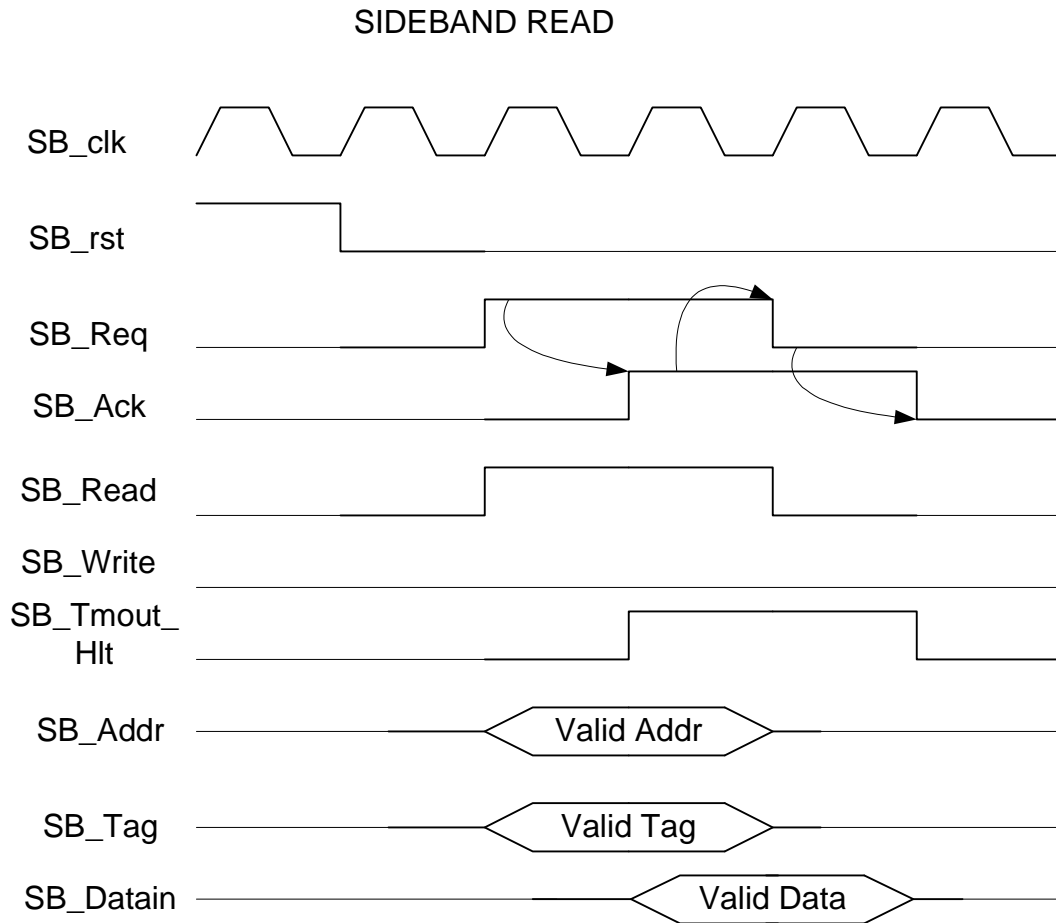 SIDEBAND READ
SB_clk
SB_rst
SB_Req
SB_Ack
SB_Read
SB_Write
SB_Tmout_
Hlt
SB_Addr
Valid Addr
SB_Tag
Valid Tag
SB_Datain
Valid Data